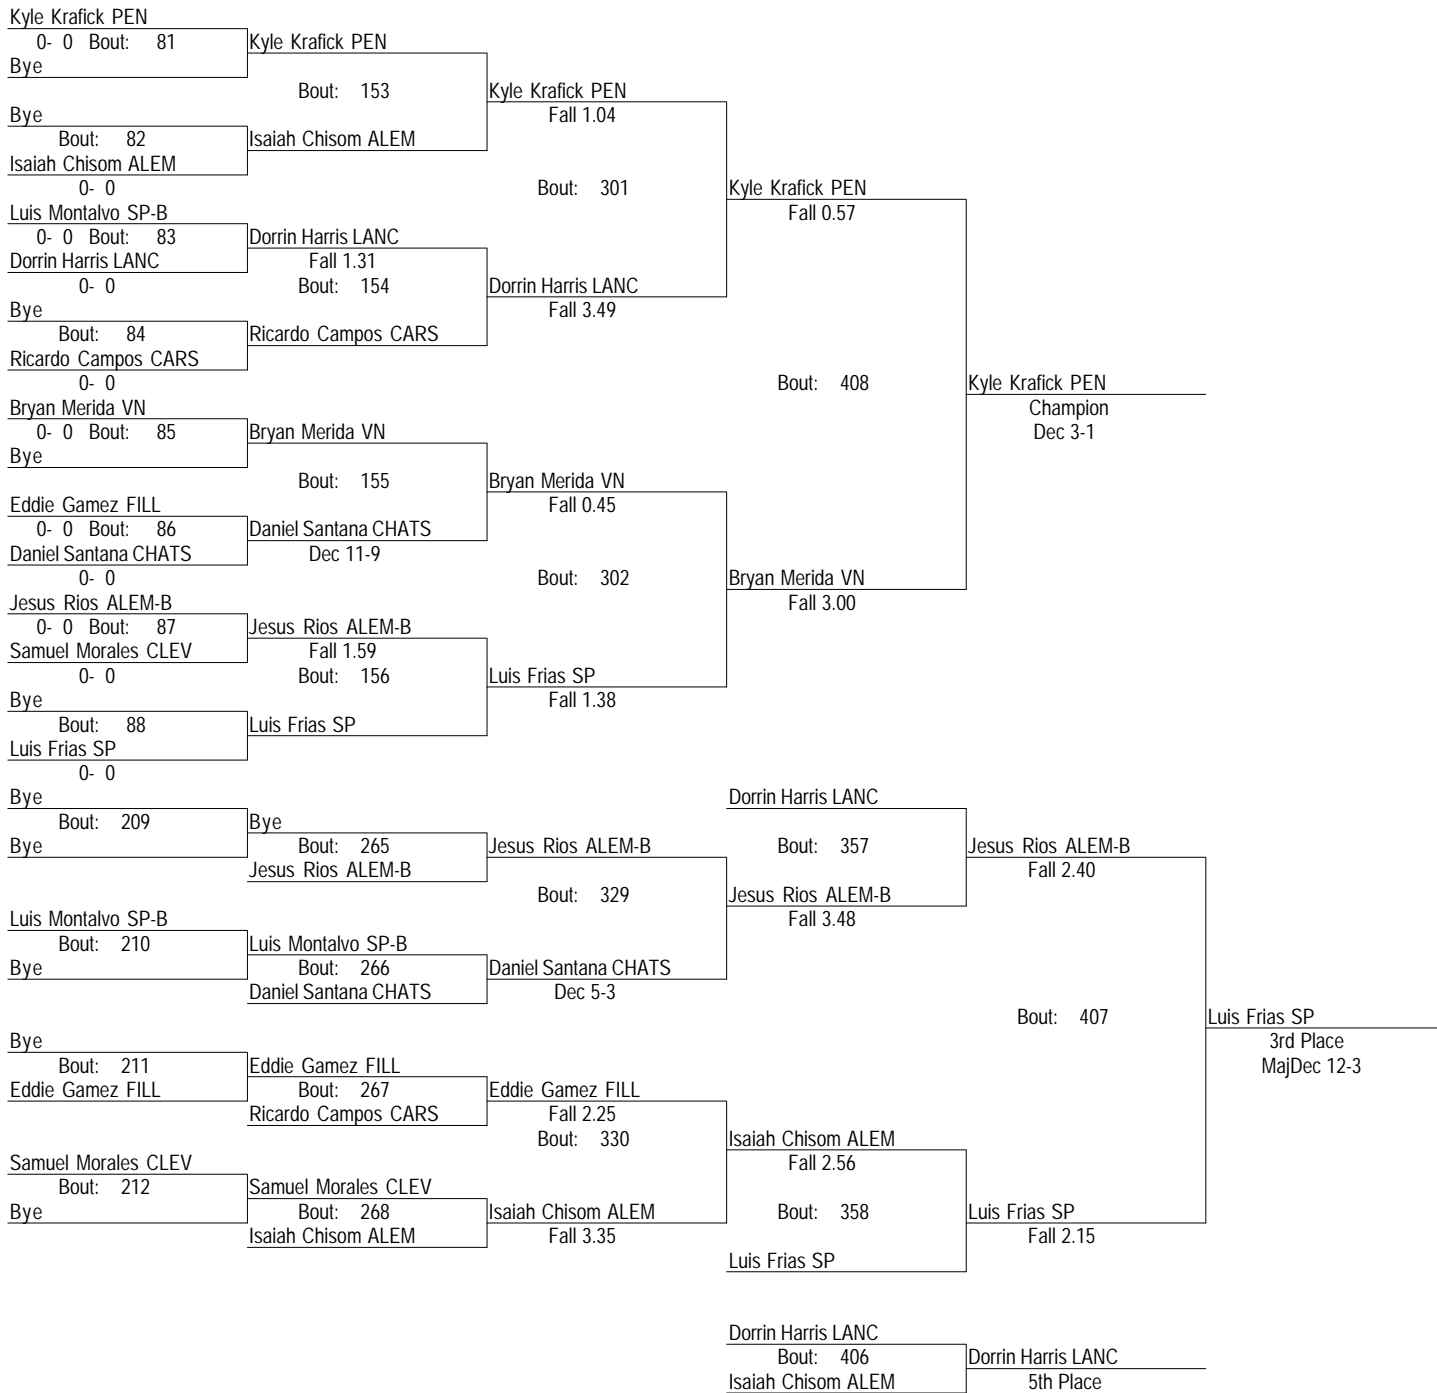 Kyle Krafick PEN
0- 0 Bout: 81 Kyle Krafick PEN
Bye
Bout: 153 Kyle Krafick PEN
Bye Fall 1.04
Bout: 82 Isaiah Chisom ALEM
Isaiah Chisom ALEM
0- 0 Bout: 301 Kyle Krafick PEN
Luis Montalvo SP-B Fall 0.57
0- 0 Bout: 83 Dorrin Harris LANC
Dorrin Harris LANC Fall 1.31
0- 0 Bout: 154 Dorrin Harris LANC
Bye Fall 3.49
Bout: 84 Ricardo Campos CARS
Ricardo Campos CARS
0- 0 Bout: 408 Kyle Krafick PEN
Bryan Merida VN Champion
0- 0 Bout: 85 Bryan Merida VN Dec 3-1
Bye
Bout: 155 Bryan Merida VN
Eddie Gamez FILL Fall 0.45
0- 0 Bout: 86 Daniel Santana CHATS
Daniel Santana CHATS Dec 11-9
0- 0 Bout: 302 Bryan Merida VN
Jesus Rios ALEM-B Fall 3.00
0- 0 Bout: 87 Jesus Rios ALEM-B
Samuel Morales CLEV Fall 1.59
0- 0 Bout: 156 Luis Frias SP
Bye Fall 1.38
Bout: 88 Luis Frias SP
Luis Frias SP
0- 0
Bye Dorrin Harris LANC
Bout: 209 Bye
Bye Bout: 265 Jesus Rios ALEM-B Bout: 357 Jesus Rios ALEM-B
Jesus Rios ALEM-B Fall 2.40
Bout: 329 Jesus Rios ALEM-B
Luis Montalvo SP-B Fall 3.48
Bout: 210 Luis Montalvo SP-B
Bye Bout: 266 Daniel Santana CHATS
Daniel Santana CHATS Dec 5-3
Bout: 407 Luis Frias SP
Bye 3rd Place
Bout: 211 Eddie Gamez FILL MajDec 12-3
Eddie Gamez FILL Bout: 267 Eddie Gamez FILL
Ricardo Campos CARS Fall 2.25
Bout: 330 Isaiah Chisom ALEM
Samuel Morales CLEV Fall 2.56
Bout: 212 Samuel Morales CLEV
Bye Bout: 268 Isaiah Chisom ALEM Bout: 358 Luis Frias SP
Isaiah Chisom ALEM Fall 3.35 Fall 2.15
Luis Frias SP
Dorrin Harris LANC
Bout: 406 Dorrin Harris LANC
Isaiah Chisom ALEM 5th Place